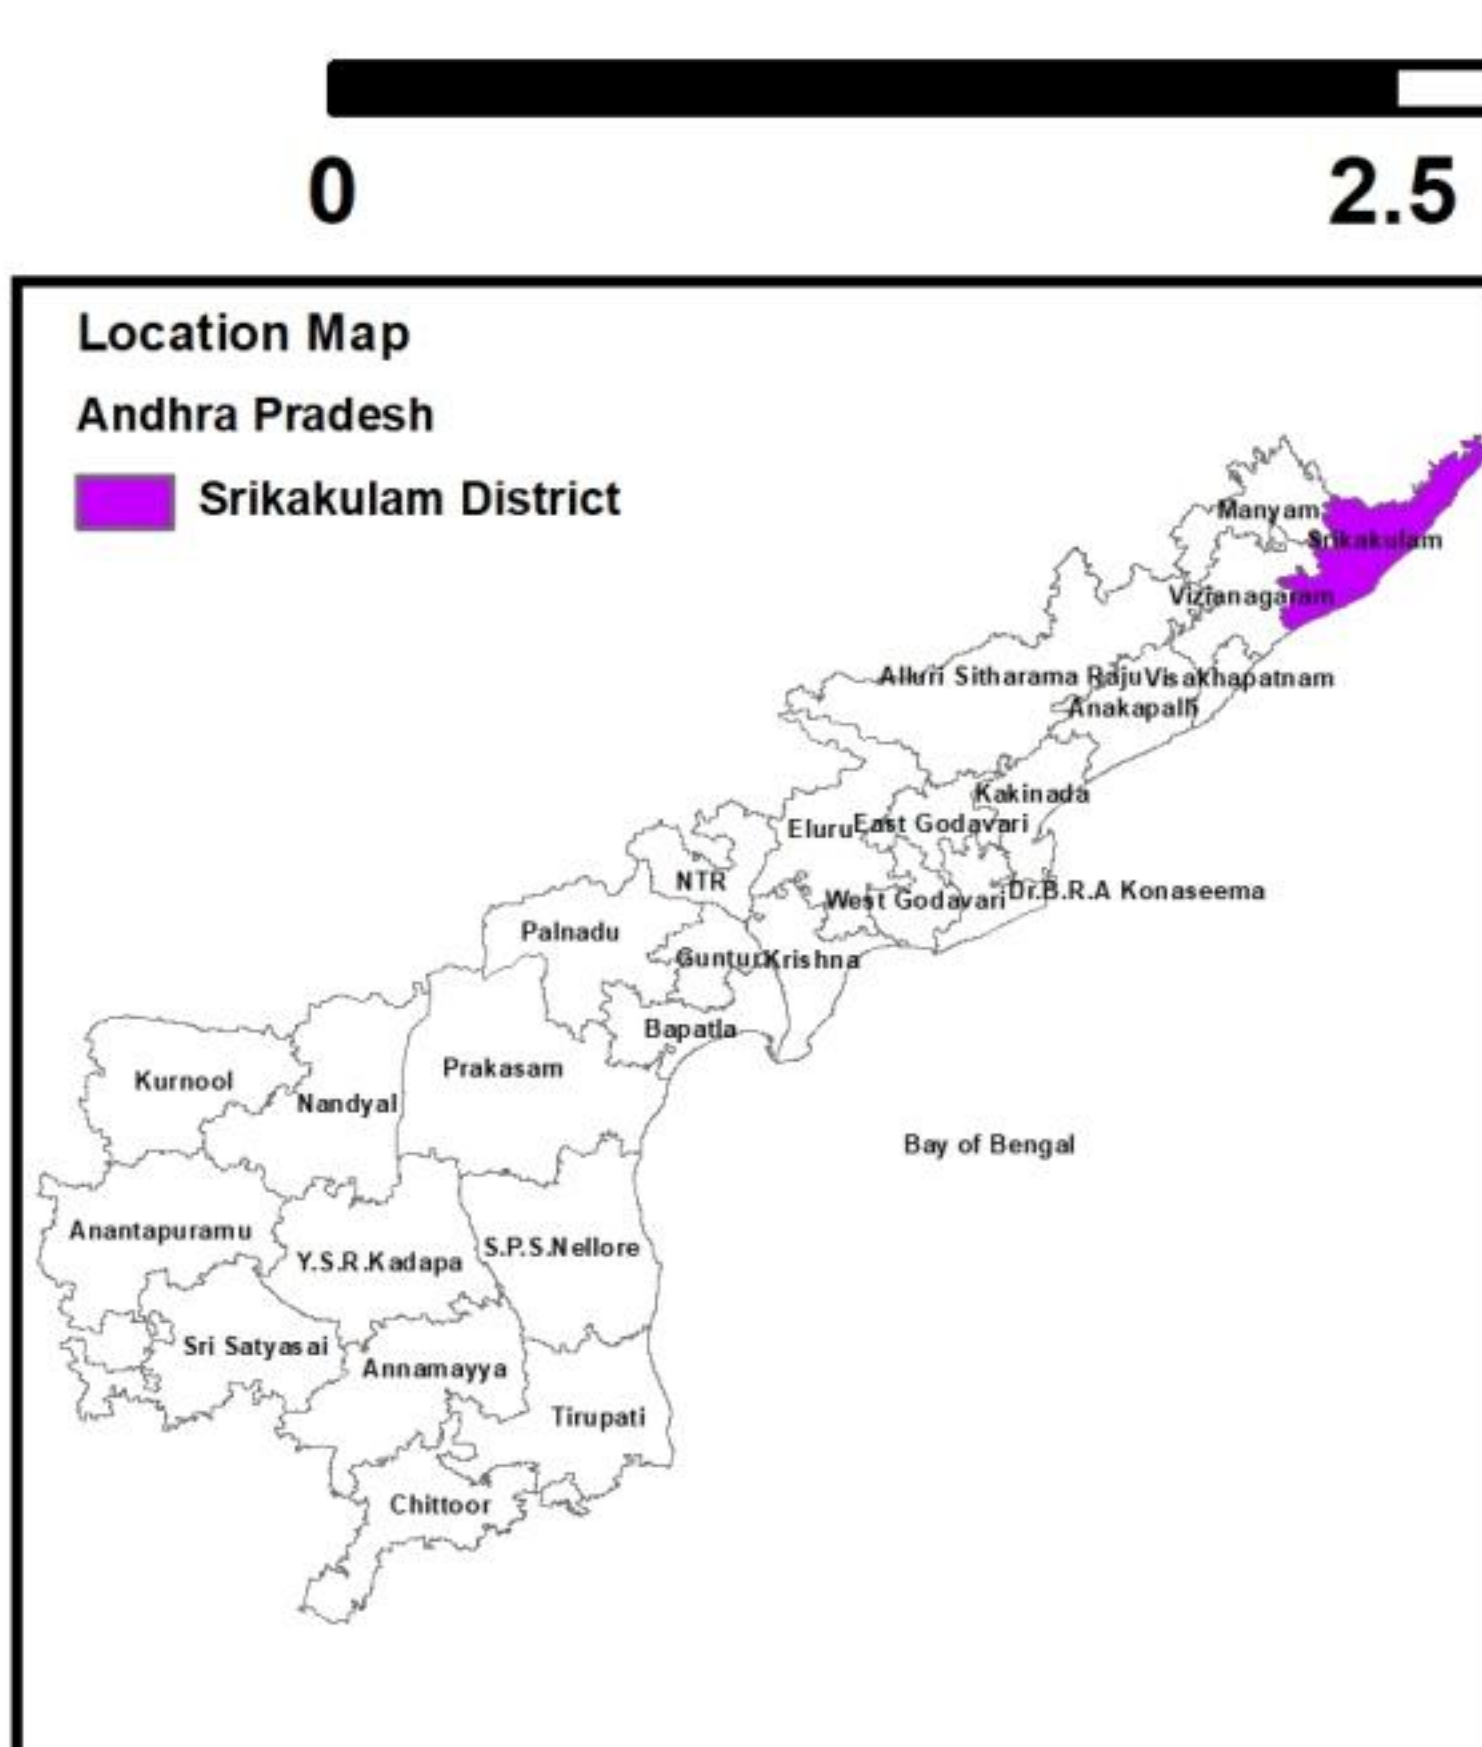 0 2.5
Location Map
Andhra Pradesh
Srikakulam District
Manyam
Srikakulam
Vizianagaram
Alluri Sitharama Raju
Visakhapatnam
Anakapalli
Kakinada
Eluru
East Godavari
NTR
West Godavari
Dr.B.R.A Konaseema
Palnadu
Guntur
Krishna
Bapatla
Prakasam
Kurnool
Nandyal
Bay of Bengal
Anantapuramu
Y.S.R.Kadapa
S.P.S.Nellore
Sri Satyasai
Annamayya
Tirupati
Chittoor